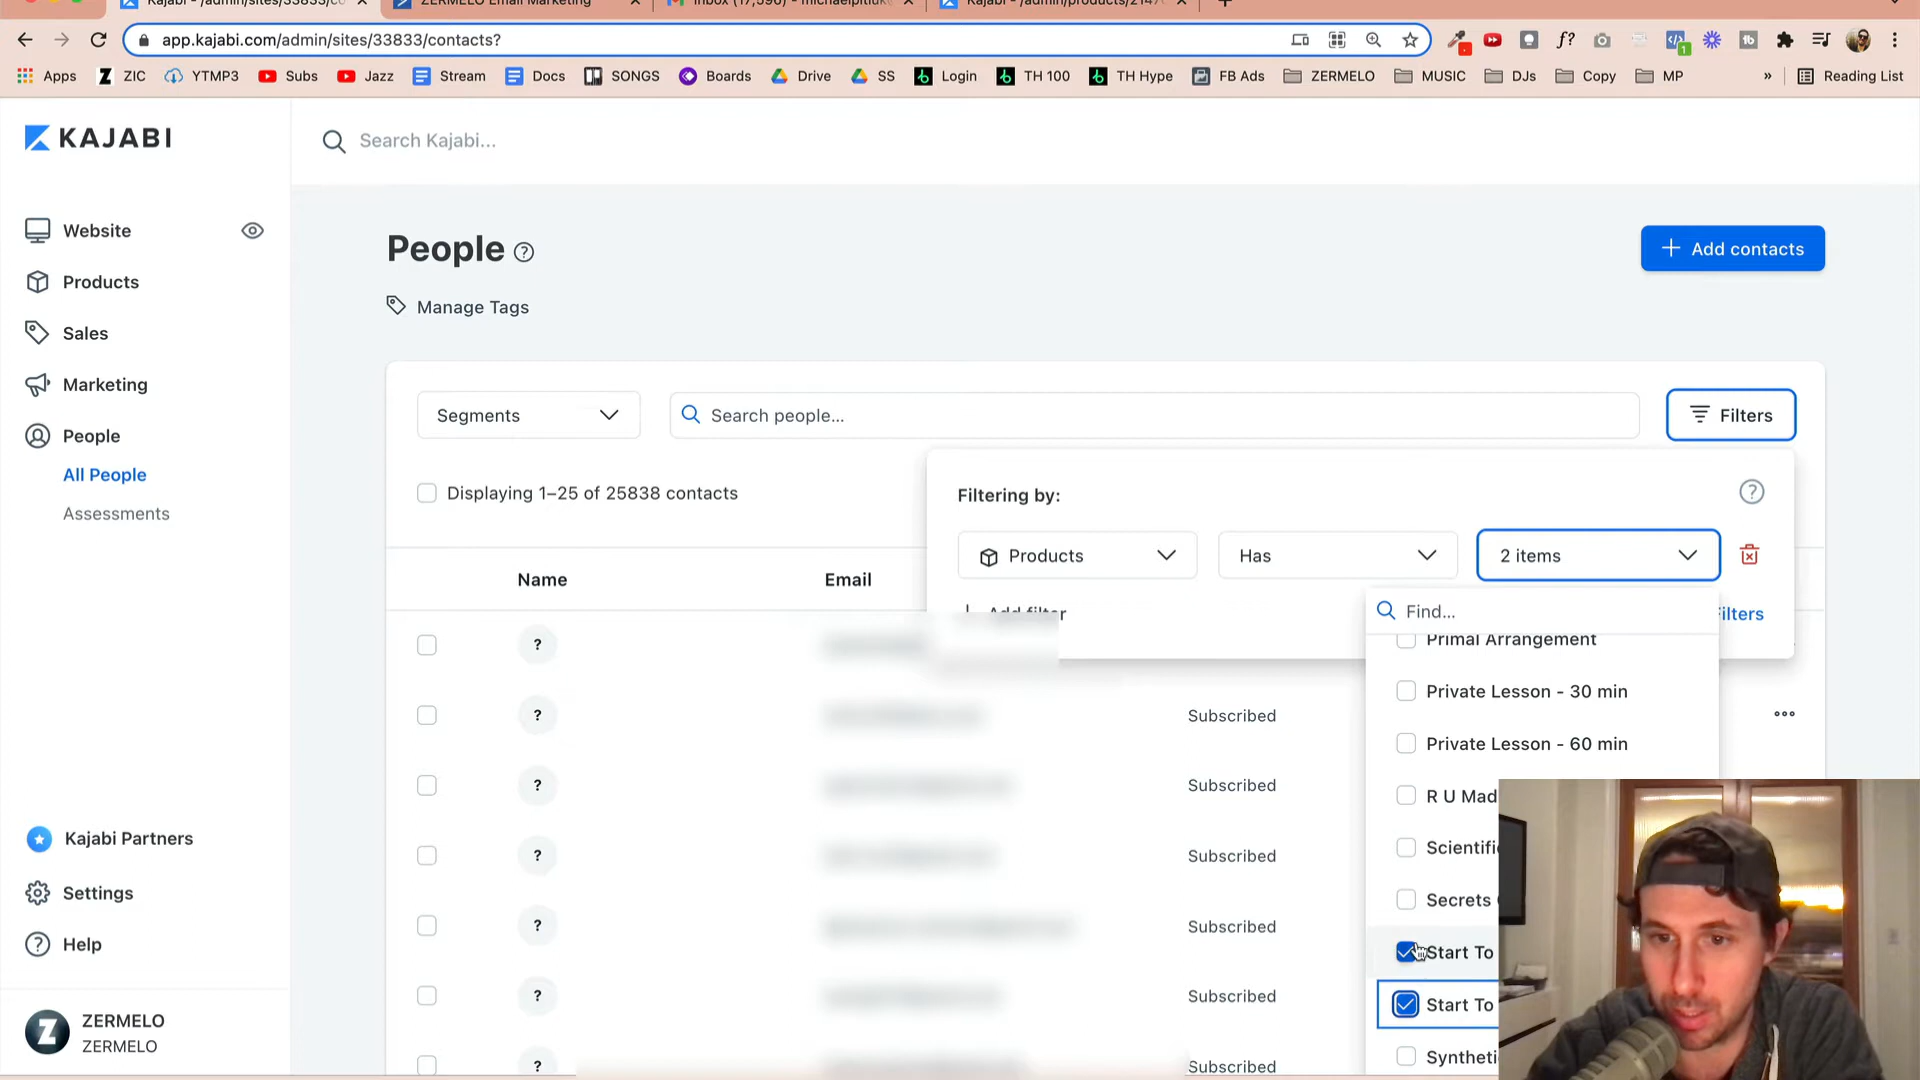 Kajabi - /admin/sites/33833/co
ZERMELO Email Marketing
Inbox (17,596) - michaelpitluk
Kajabi - /admin/products/2147
app.kajabi.com/admin/sites/33833/contacts?
Apps
ZIC
YTMP3
Subs
Jazz
Stream
Docs
SONGS
Boards
Drive
SS
Login
TH 100
TH Hype
FB Ads
ZERMELO
MUSIC
DJs
Copy
MP
»
Reading List
KAJABI
Search Kajabi...
Website
Products
Sales
Marketing
People
All People
Assessments
Kajabi Partners
Settings
Help
ZERMELO
ZERMELO
People
Add contacts
Manage Tags
Segments
Search people...
Filters
Displaying 1–25 of 25838 contacts
Filtering by:
Products
Has
2 items
Add filter
Filters
Name
Email
Find...
Primal Arrangement
Private Lesson - 30 min
Private Lesson - 60 min
R U Mad
Scientifi
Secrets
Start To
Start To
Syntheti
?
?
Subscribed
?
Subscribed
?
Subscribed
?
Subscribed
?
Subscribed
?
Subscribed